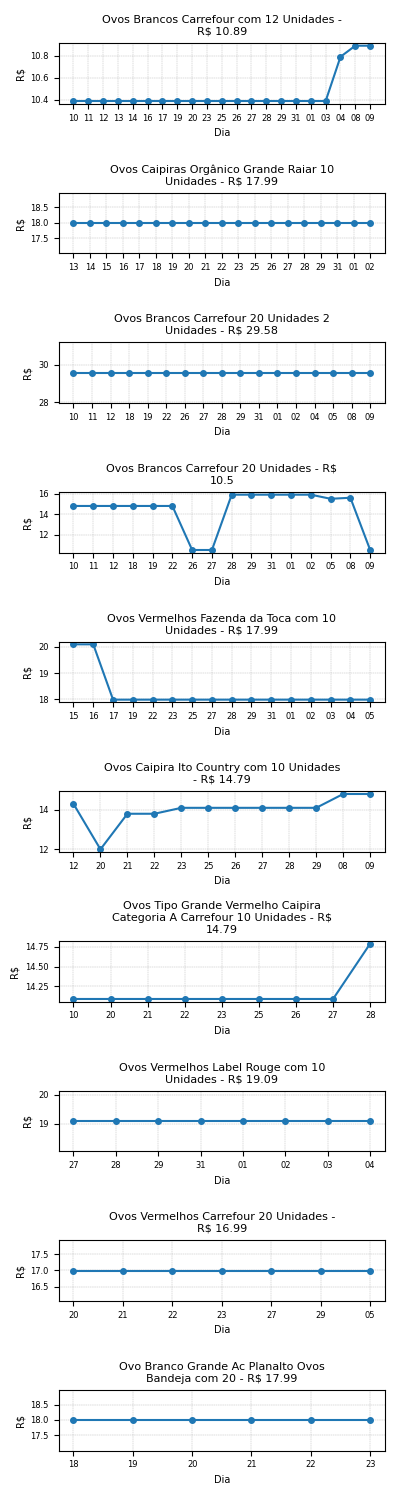 Ovos Brancos Carrefour com 12 Unidades -
R$ 10.89
10.8
10.6
10.4
R$
10 11 12 13 14 16 17 19 20 23 25 26 27 28 29 31 01 03 04 08 09
Dia
Ovos Caipiras Orgânico Grande Raiar 10
Unidades - R$ 17.99
18.5
18.0
17.5
R$
13 14 15 16 17 18 19 20 21 22 23 25 26 27 28 29 31 01 02
Dia
Ovos Brancos Carrefour 20 Unidades 2
Unidades - R$ 29.58
30
28
R$
10 11 12 18 19 22 26 27 28 29 31 01 02 04 05 08 09
Dia
Ovos Brancos Carrefour 20 Unidades - R$
10.5
16
14
12
R$
10 11 12 18 19 22 26 27 28 29 31 01 02 05 08 09
Dia
Ovos Vermelhos Fazenda da Toca com 10
Unidades - R$ 17.99
20
19
18
R$
15 16 17 19 22 23 25 27 28 29 31 01 02 03 04 05
Dia
Ovos Caipira Ito Country com 10 Unidades
- R$ 14.79
14
12
R$
12 20 21 22 23 25 26 27 28 29 08 09
Dia
Ovos Tipo Grande Vermelho Caipira
Categoria A Carrefour 10 Unidades - R$
14.79
14.75
14.50
14.25
R$
10 20 21 22 23 25 26 27 28
Dia
Ovos Vermelhos Label Rouge com 10
Unidades - R$ 19.09
20
19
R$
27 28 29 31 01 02 03 04
Dia
Ovos Vermelhos Carrefour 20 Unidades -
R$ 16.99
17.5
17.0
16.5
R$
20 21 22 23 27 29 05
Dia
Ovo Branco Grande Ac Planalto Ovos
Bandeja com 20 - R$ 17.99
18.5
18.0
17.5
R$
18 19 20 21 22 23
Dia